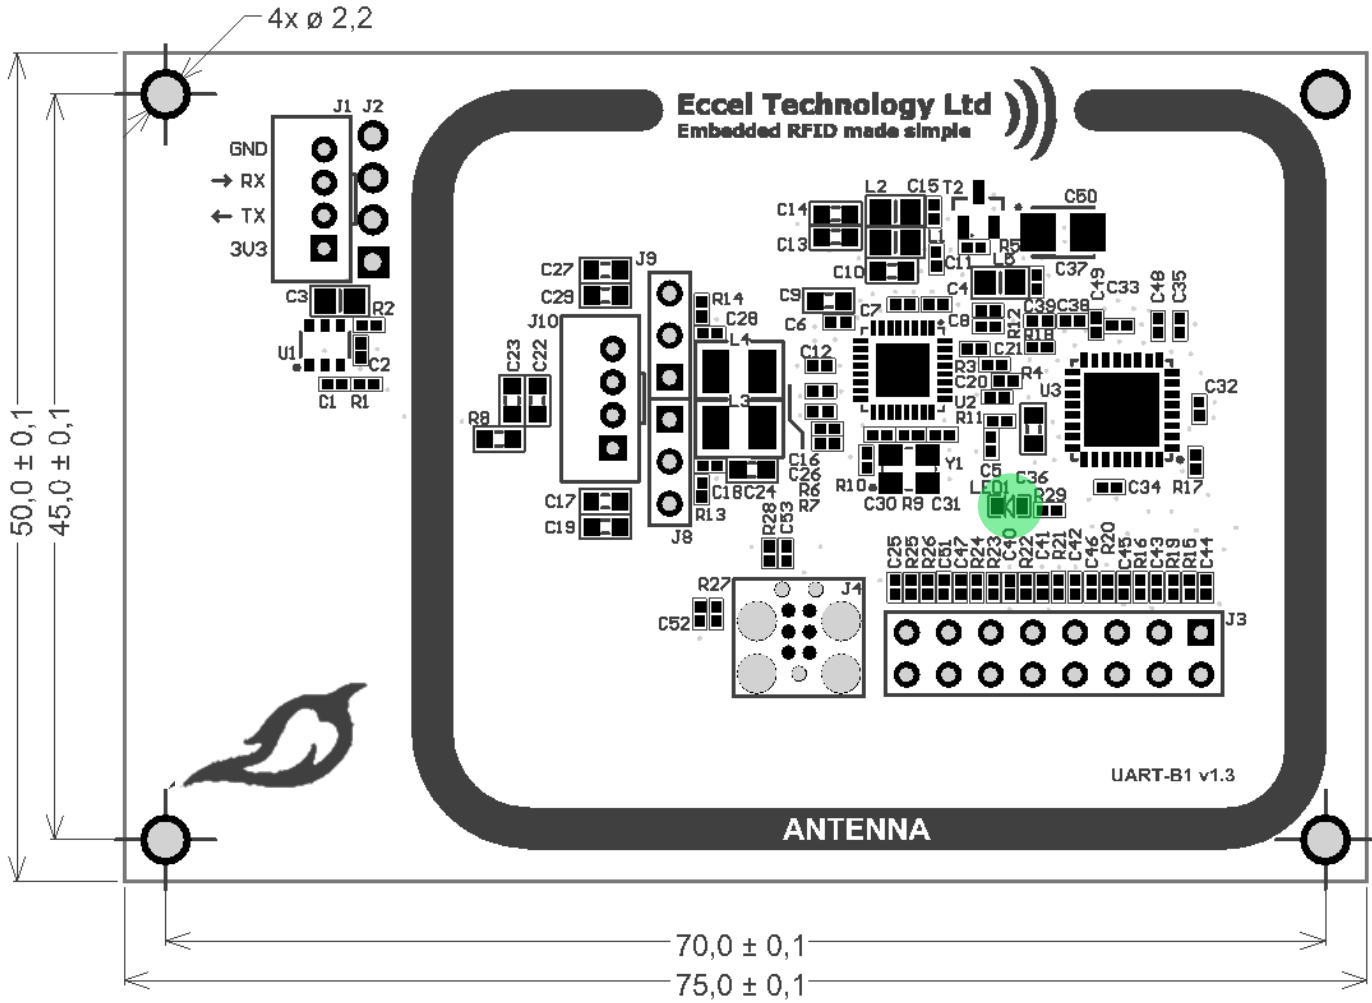 4x ø 2,2
Eccel Technology Ltd
Embedded RFID made simple
J1 J2
GND
→ RX
← TX
3V3
C3
R2
U1
C2
C1 R1
L2 C15 T2
C50
C14
C13
L1
R5
C10
C11
L5
C37
C4
C9
C7
C6
C8
R12
C39 C38
C49
C33
C48
C35
R18
J9
C27
C29
R14
C28
J10
L4
C23
C22
L3
R8
C12
C21
R3
C20
R4
U2
U3
R11
C32
C16
C26
R6
R7
C18 C24
R13
C17
C19
J8
R10
Y1
C30 R9 C31
C5
C36
LED1
R29
C34
R17
R28
C53
C25
R25
R26
C51
C47
R24
R23
C40
R22
C41
R21
C42
C46
R20
C45
R16
C43
R19
R15
C44
R27
C52
J4
J3
UART-B1 v1.3
ANTENNA
50,0 ± 0,1
45,0 ± 0,1
70,0 ± 0,1
75,0 ± 0,1